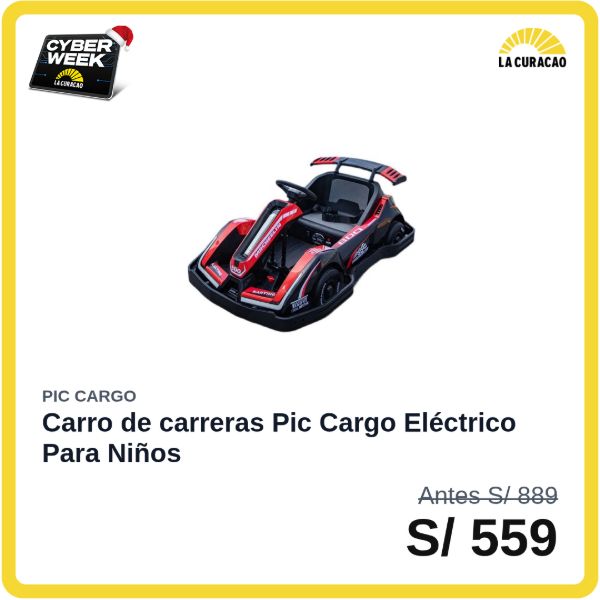 CYBER
WEEK
LA CURACAO
LA CURACAO
PIC CARGO
Carro de carreras Pic Cargo Eléctrico
Para Niños
Antes S/ 889
S/ 559